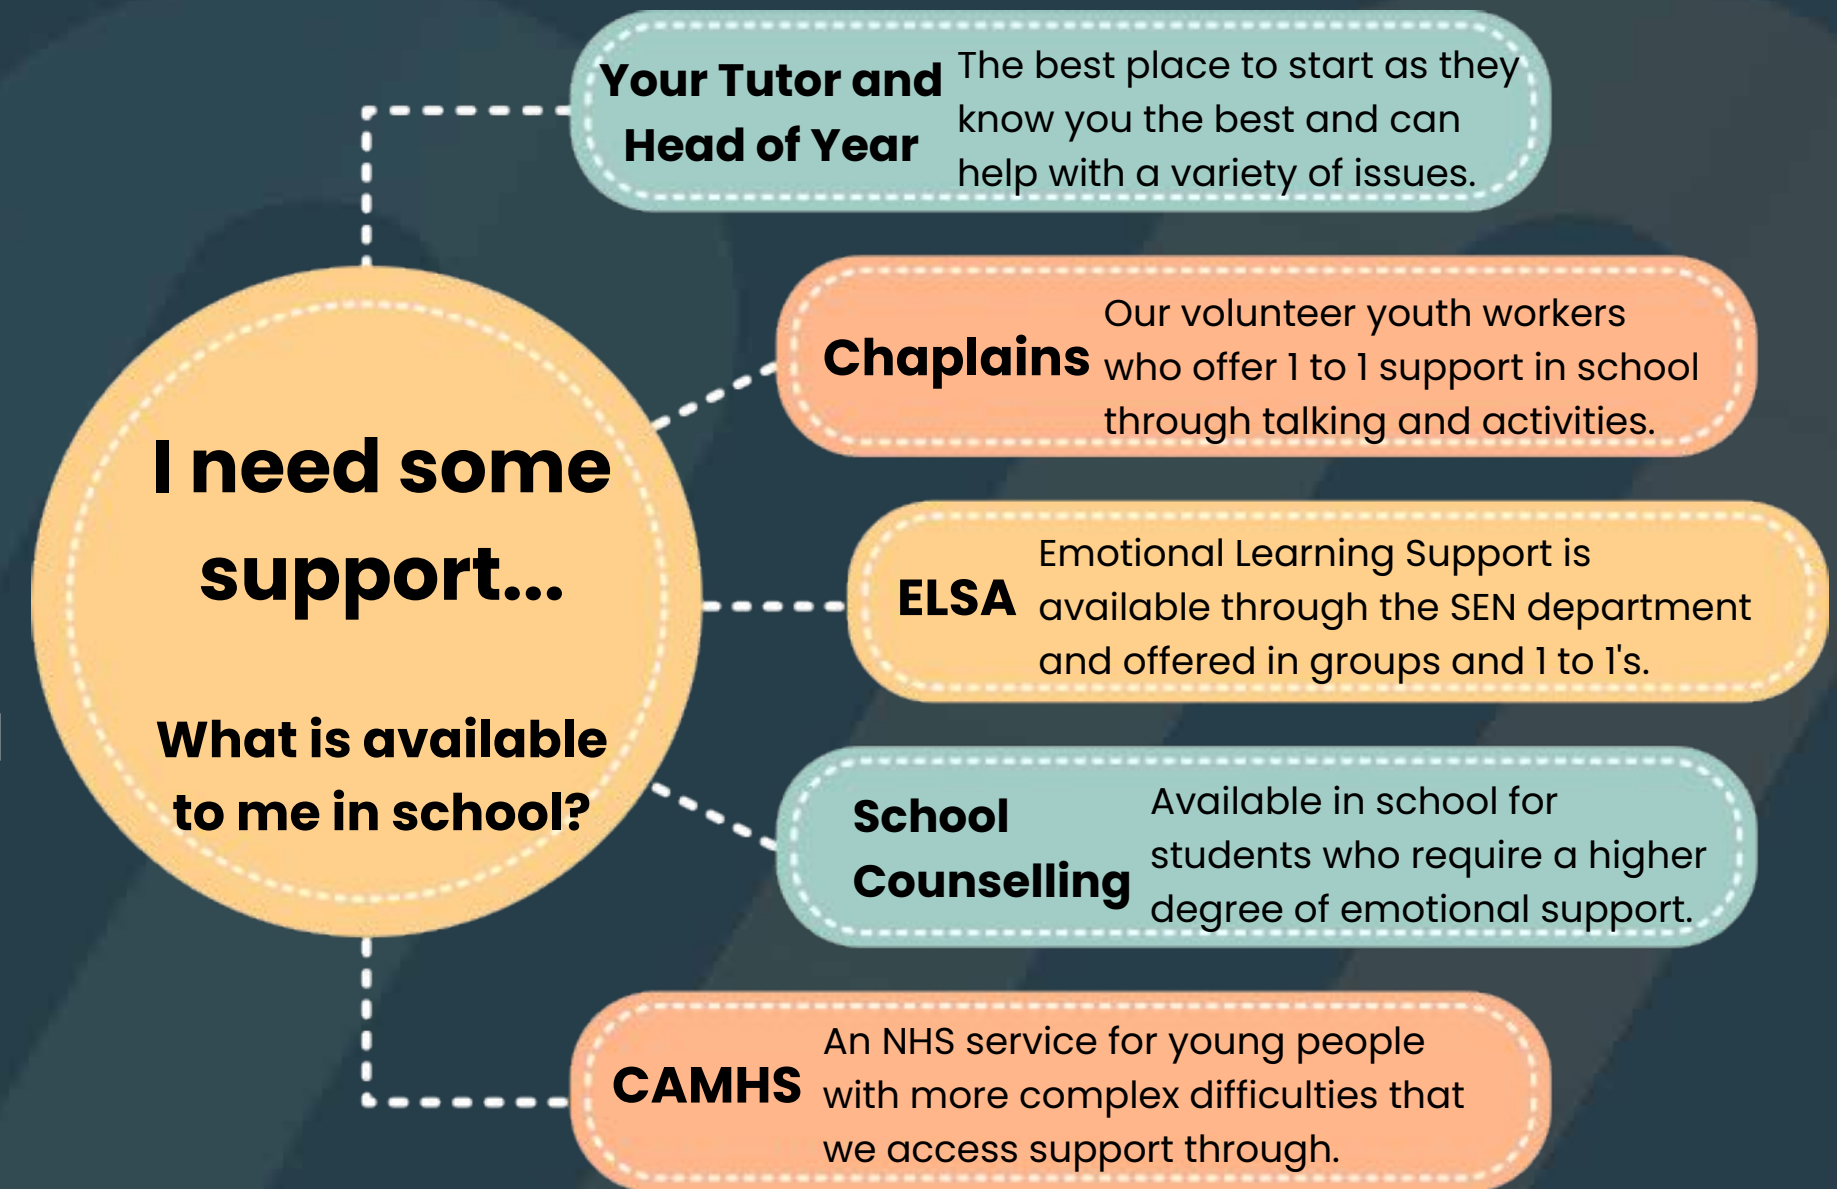 I need some
support...
What is available
to me in school?
Your Tutor and
Head of Year
The best place to start as they
know you the best and can
help with a variety of issues.
Chaplains
Our volunteer youth workers
who offer 1 to 1 support in school
through talking and activities.
ELSA
Emotional Learning Support is
available through the SEN department
and offered in groups and 1 to 1's.
School
Counselling
Available in school for
students who require a higher
degree of emotional support.
CAMHS
An NHS service for young people
with more complex difficulties that
we access support through.